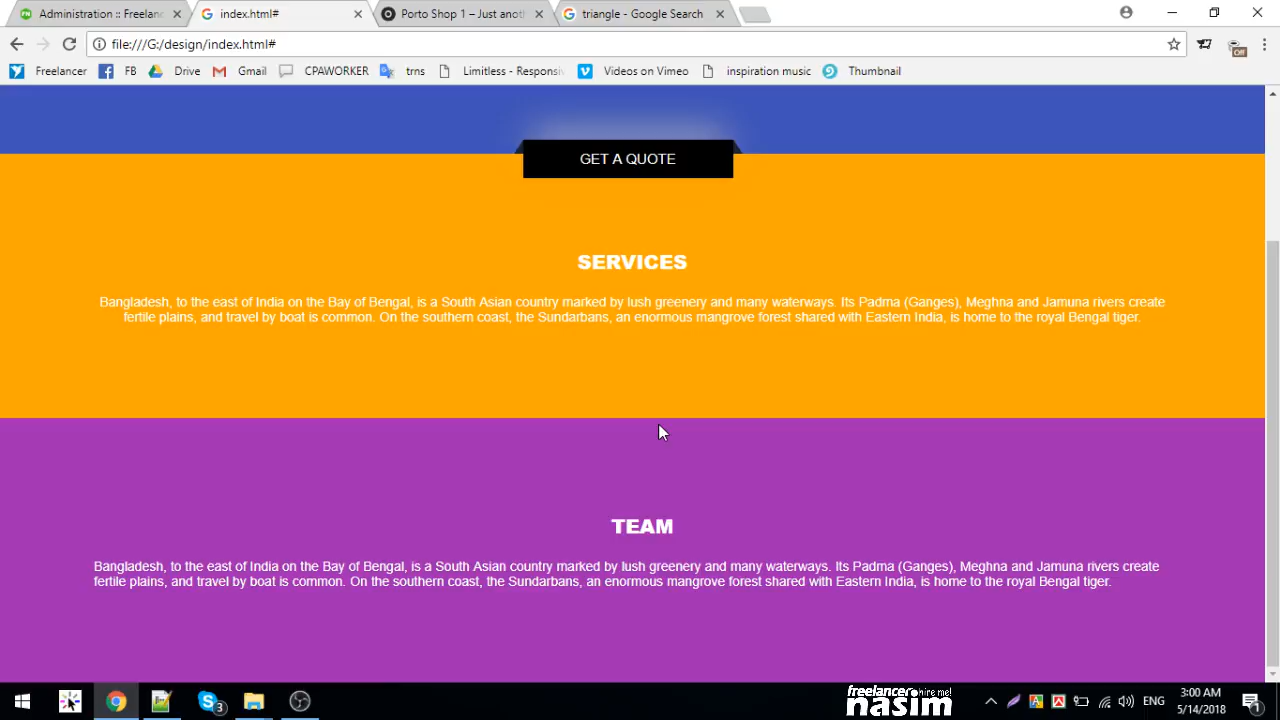 Administration :: Freelanc
index.html#
Porto Shop 1 – Just anot
triangle - Google Search
file:///G:/design/index.html#
Freelancer
FB
Drive
Gmail
CPAWORKER
trns
Limitless - Responsiv
Videos on Vimeo
inspiration music
Thumbnail
Off
GET A QUOTE
SERVICES
Bangladesh, to the east of India on the Bay of Bengal, is a South Asian country marked by lush greenery and many waterways. Its Padma (Ganges), Meghna and Jamuna rivers create
fertile plains, and travel by boat is common. On the southern coast, the Sundarbans, an enormous mangrove forest shared with Eastern India, is home to the royal Bengal tiger.
TEAM
Bangladesh, to the east of India on the Bay of Bengal, is a South Asian country marked by lush greenery and many waterways. Its Padma (Ganges), Meghna and Jamuna rivers create
fertile plains, and travel by boat is common. On the southern coast, the Sundarbans, an enormous mangrove forest shared with Eastern India, is home to the royal Bengal tiger.
3
freelancer hire me!
nasim
ENG
3:00 AM
5/14/2018
1